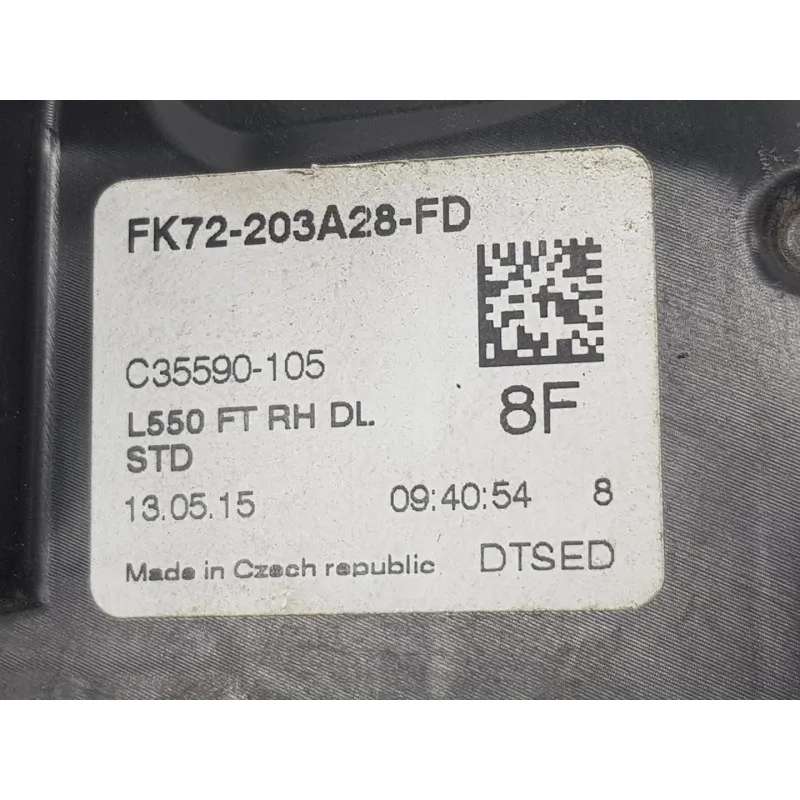 FK72-203A28-FD
C35590-105
8F
L550 FT RH DL.
STD
13.05.15 09:40:54 8
Made in Czech republic DTSED